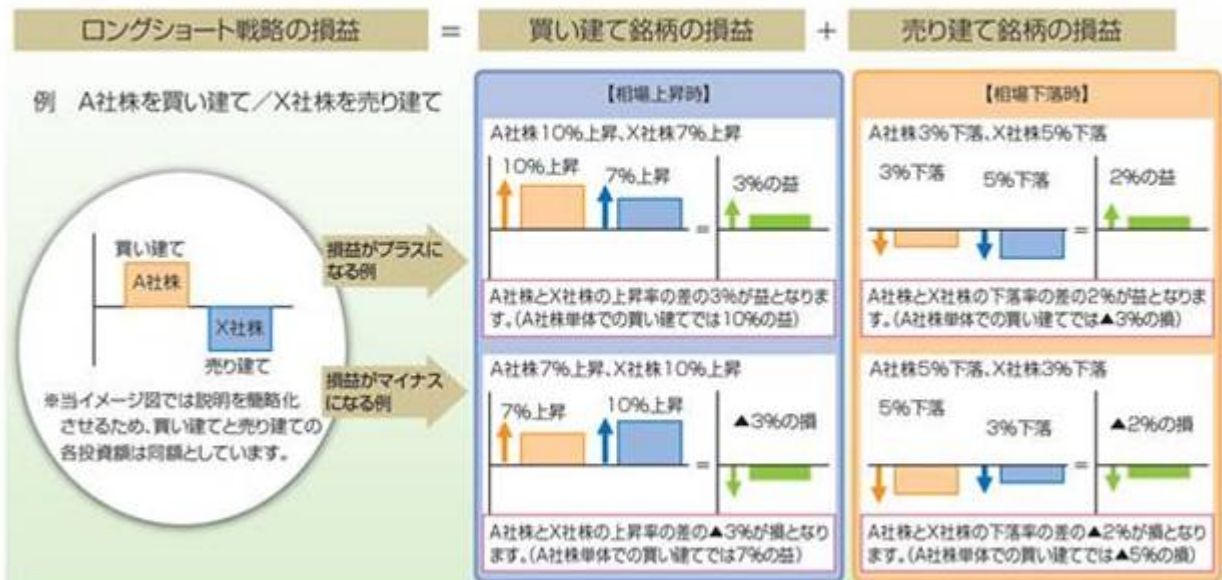 ロングショート戦略の損益 = 買い建て銘柄の損益 + 売り建て銘柄の損益
例 A社株を買い建て/X社株を売り建て
買い建て
A社株
X社株
売り建て
※当イメージ図では説明を簡略化
させるため、買い建てと売り建ての
各投資額は同額としています。
損益がプラスに
なる例
損益がマイナス
になる例
【相場上昇時】
A社株10%上昇、X社株7%上昇
10%上昇
7%上昇
3%の益
=
A社株とX社株の上昇率の差の3%が益となりま
す。(A社株単体での買い建てでは10%の益)
A社株7%上昇、X社株10%上昇
7%上昇
10%上昇
▲3%の損
=
A社株とX社株の上昇率の差の▲3%が損となり
ます。(A社株単体での買い建てでは7%の益)
【相場下落時】
A社株3%下落、X社株5%下落
3%下落
5%下落
2%の益
=
A社株とX社株の下落率の差の2%が益となりま
す。(A社株単体での買い建てでは▲3%の損)
A社株5%下落、X社株3%下落
5%下落
3%下落
▲2%の損
=
A社株とX社株の下落率の差の▲2%が損となり
ます。(A社株単体での買い建てでは▲5%の損)